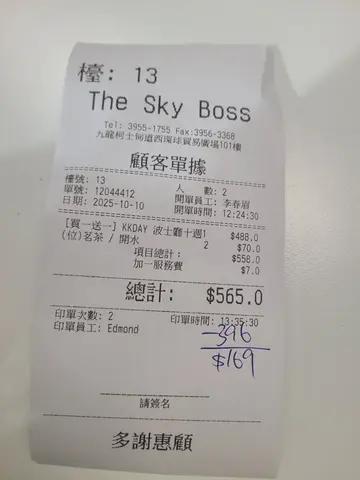 檯: 13
The Sky Boss
Tel: 3955-1755 Fax:3956-3368
九龍柯士甸道西環球貿易廣場101樓
顧客單據
檯號: 13 人 數: 2
單號: 12044412 開單員工: 李春眉
日期: 2025-10-10 開單時間: 12:24:30
[買一送一] KKDAY 波士廳十週1 $488.0
(位)茗茶 / 開水 2 $70.0
項目總計: $558.0
加一服務費 $7.0
總計: $565.0
印單次數: 2 印單時間: 13:35:30
印單員工: Edmond
-396
$169
請簽名
多謝惠顧